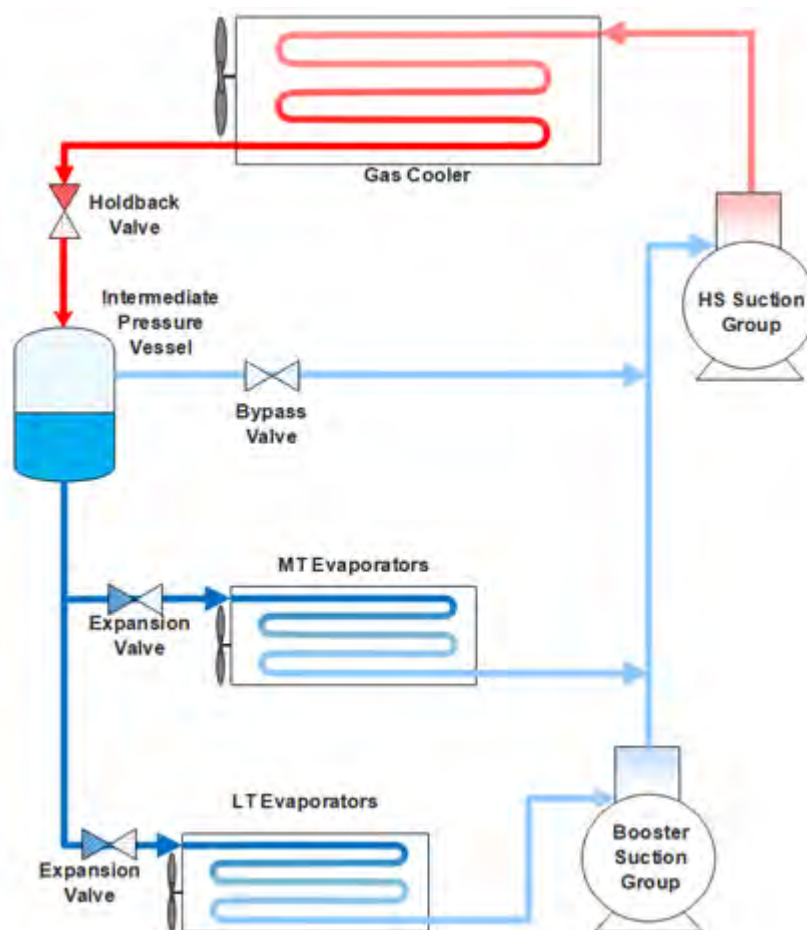 Gas Cooler
Holdback
Valve
HS Suction
Group
Intermediate
Pressure
Vessel
Bypass
Valve
MT Evaporators
Expansion
Valve
LT Evaporators
Booster
Suction
Group
Expansion
Valve